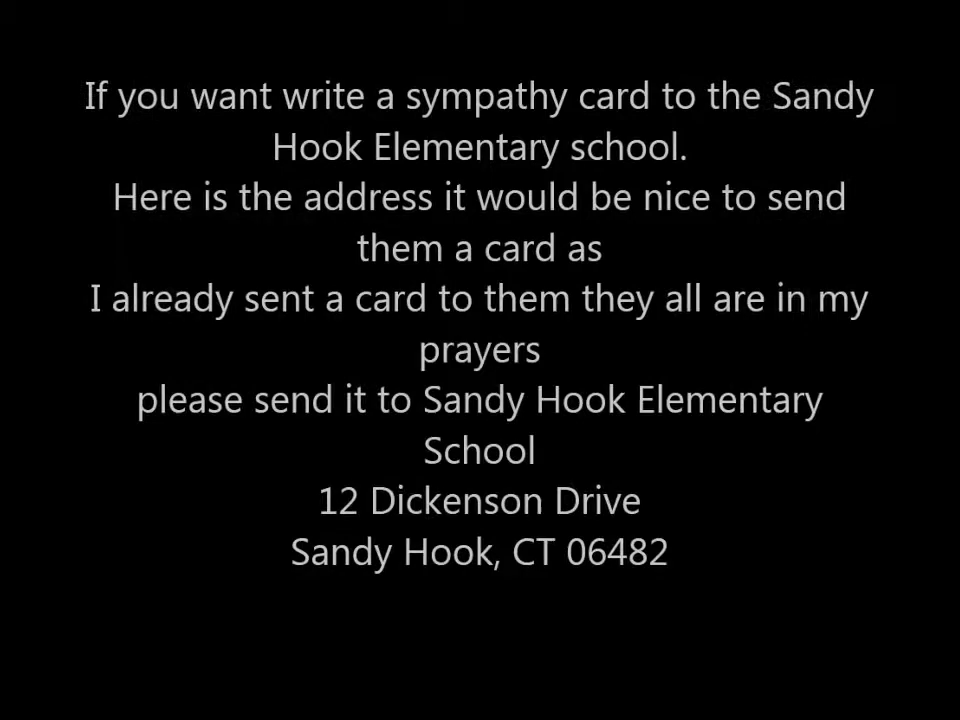 If you want write a sympathy card to the Sandy
Hook Elementary school.
Here is the address it would be nice to send
them a card as
I already sent a card to them they all are in my
prayers
please send it to Sandy Hook Elementary
School
12 Dickenson Drive
Sandy Hook, CT 06482